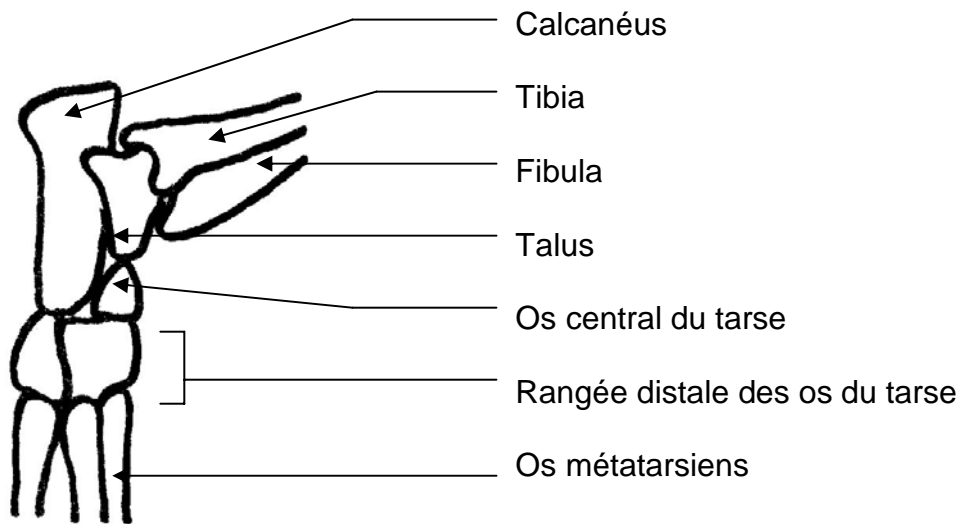 Calcanéus
Tibia
Fibula
Talus
Os central du tarse
Rangée distale des os du tarse
Os métatarsiens